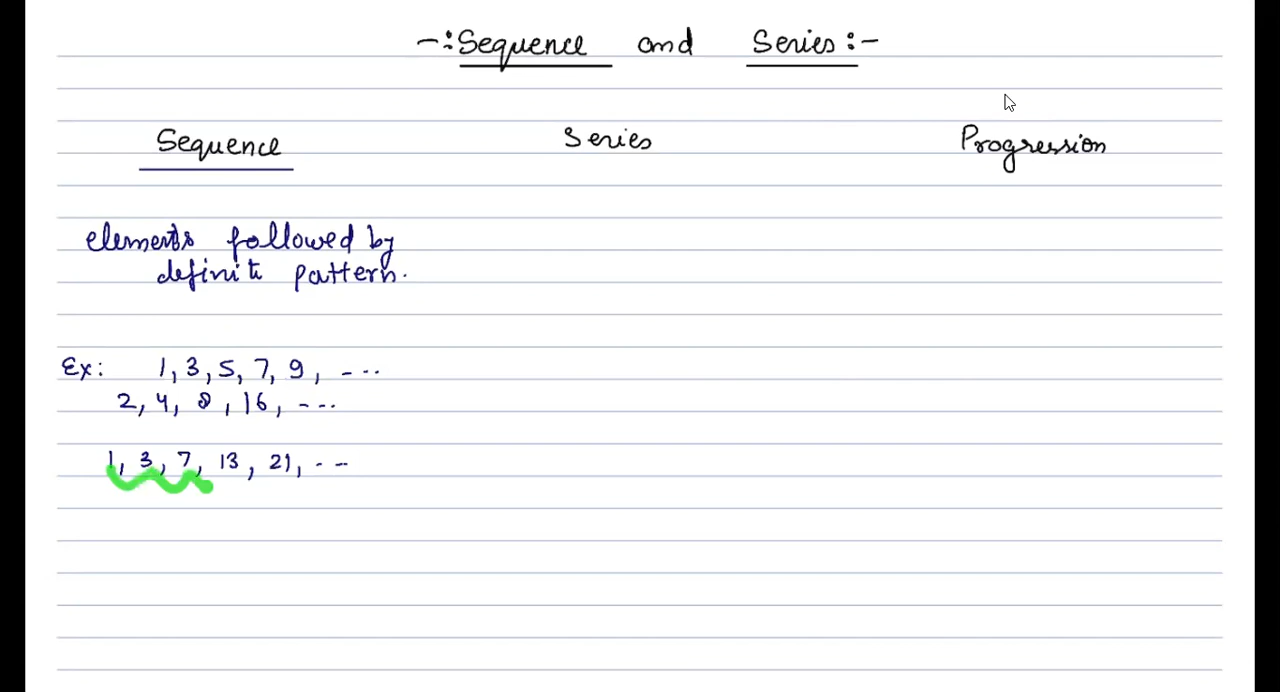 -:Sequence and Series:-
Sequence Series Progression
elements followed by
definite pattern.
Ex: 1, 3, 5, 7, 9, ----
2, 4, 8, 16, ----
1, 3, 7, 13, 21, ---